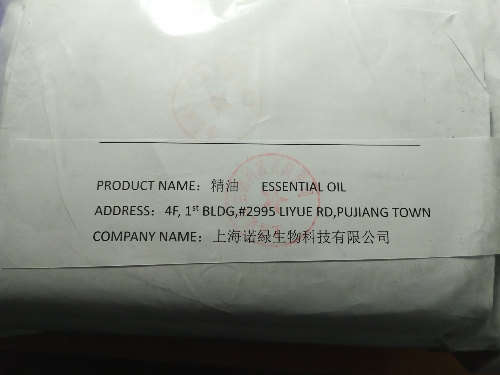 PRODUCT NAME：精油 ESSENTIAL OIL
ADDRESS：4F, 1st BLDG,#2995 LIYUE RD,PUJIANG TOWN
COMPANY NAME：上海诺绿生物科技有限公司